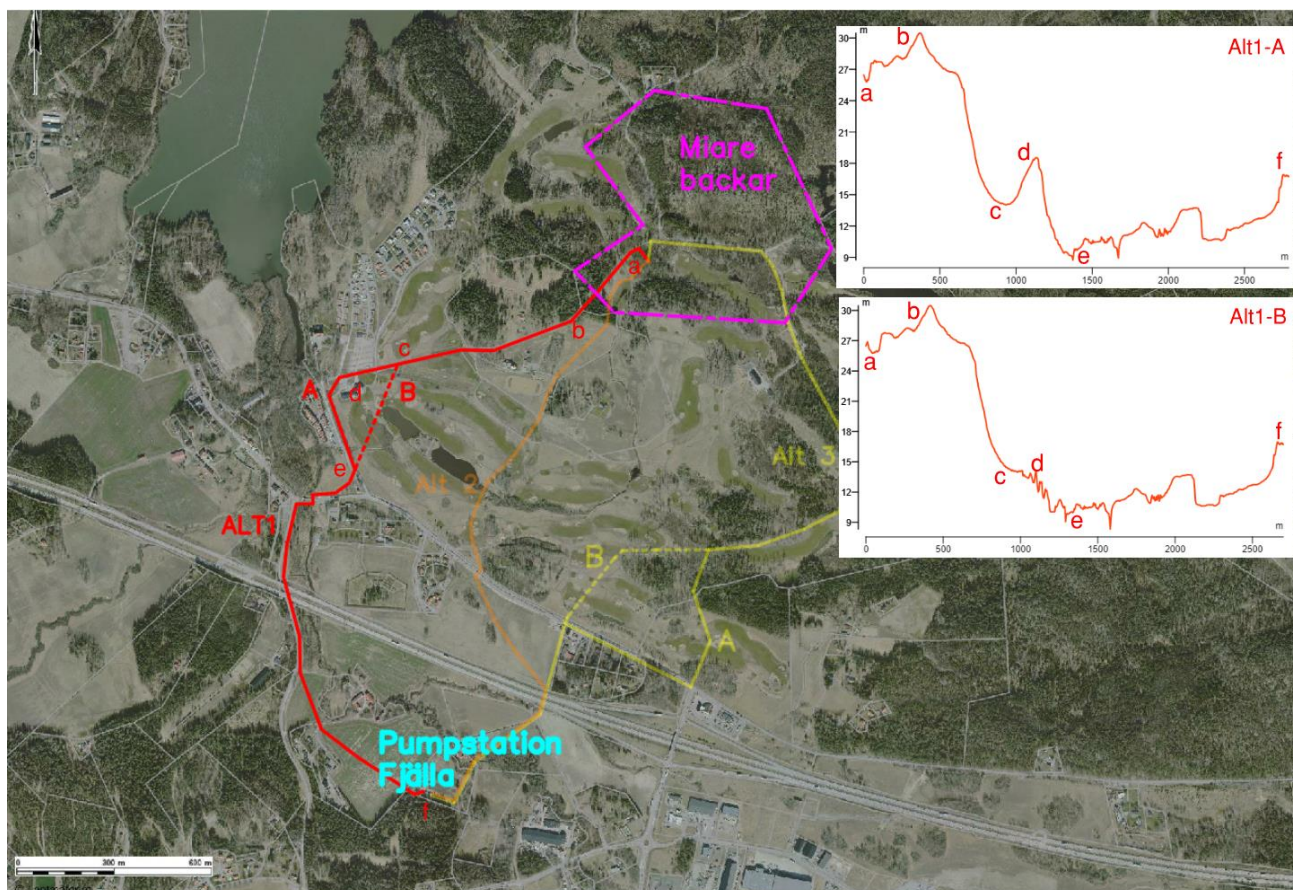 Miare
backar
a
b
c
A
d
B
e
Alt 2
Alt 3
ALT1
B
A
Pumpstation
Fjälla
f
0 300 m 600 m
m
Alt1-A
30
27
24
21
18
15
12
9
a
b
c
d
e
f
0 500 1000 1500 2000 2500
m
m
Alt1-B
30
27
24
21
18
15
12
9
a
b
c
d
e
f
0 500 1000 1500 2000 2500
m